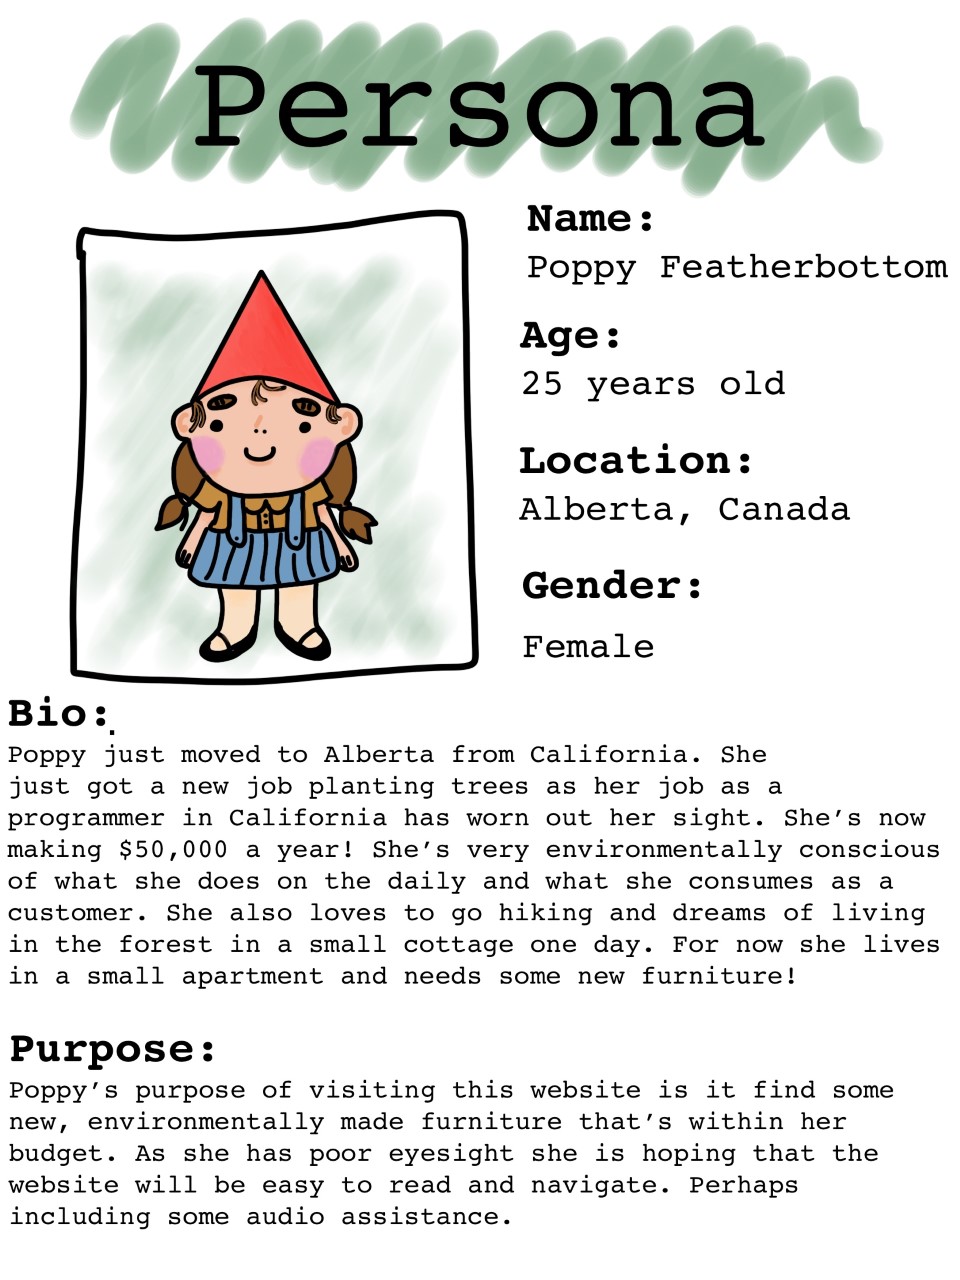 Persona
Name:
Poppy Featherbottom
Age:
25 years old
Location:
Alberta, Canada
Gender:
Female
Bio:
Poppy just moved to Alberta from California. She
just got a new job planting trees as her job as a
programmer in California has worn out her sight. She’s now
making $50,000 a year! She’s very environmentally conscious
of what she does on the daily and what she consumes as a
customer. She also loves to go hiking and dreams of living
in the forest in a small cottage one day. For now she lives
in a small apartment and needs some new furniture!
Purpose:
Poppy’s purpose of visiting this website is it find some
new, environmentally made furniture that’s within her
budget. As she has poor eyesight she is hoping that the
website will be easy to read and navigate. Perhaps
including some audio assistance.